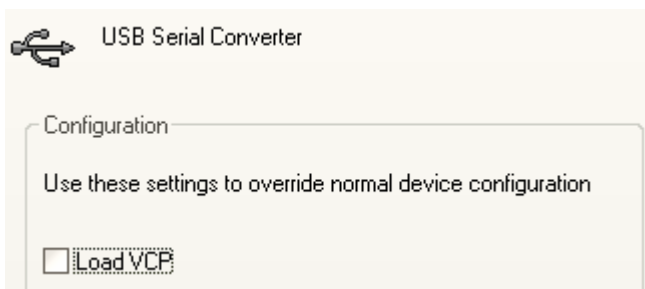 USB Serial Converter
Configuration
Use these settings to override normal device configuration
Load VCP